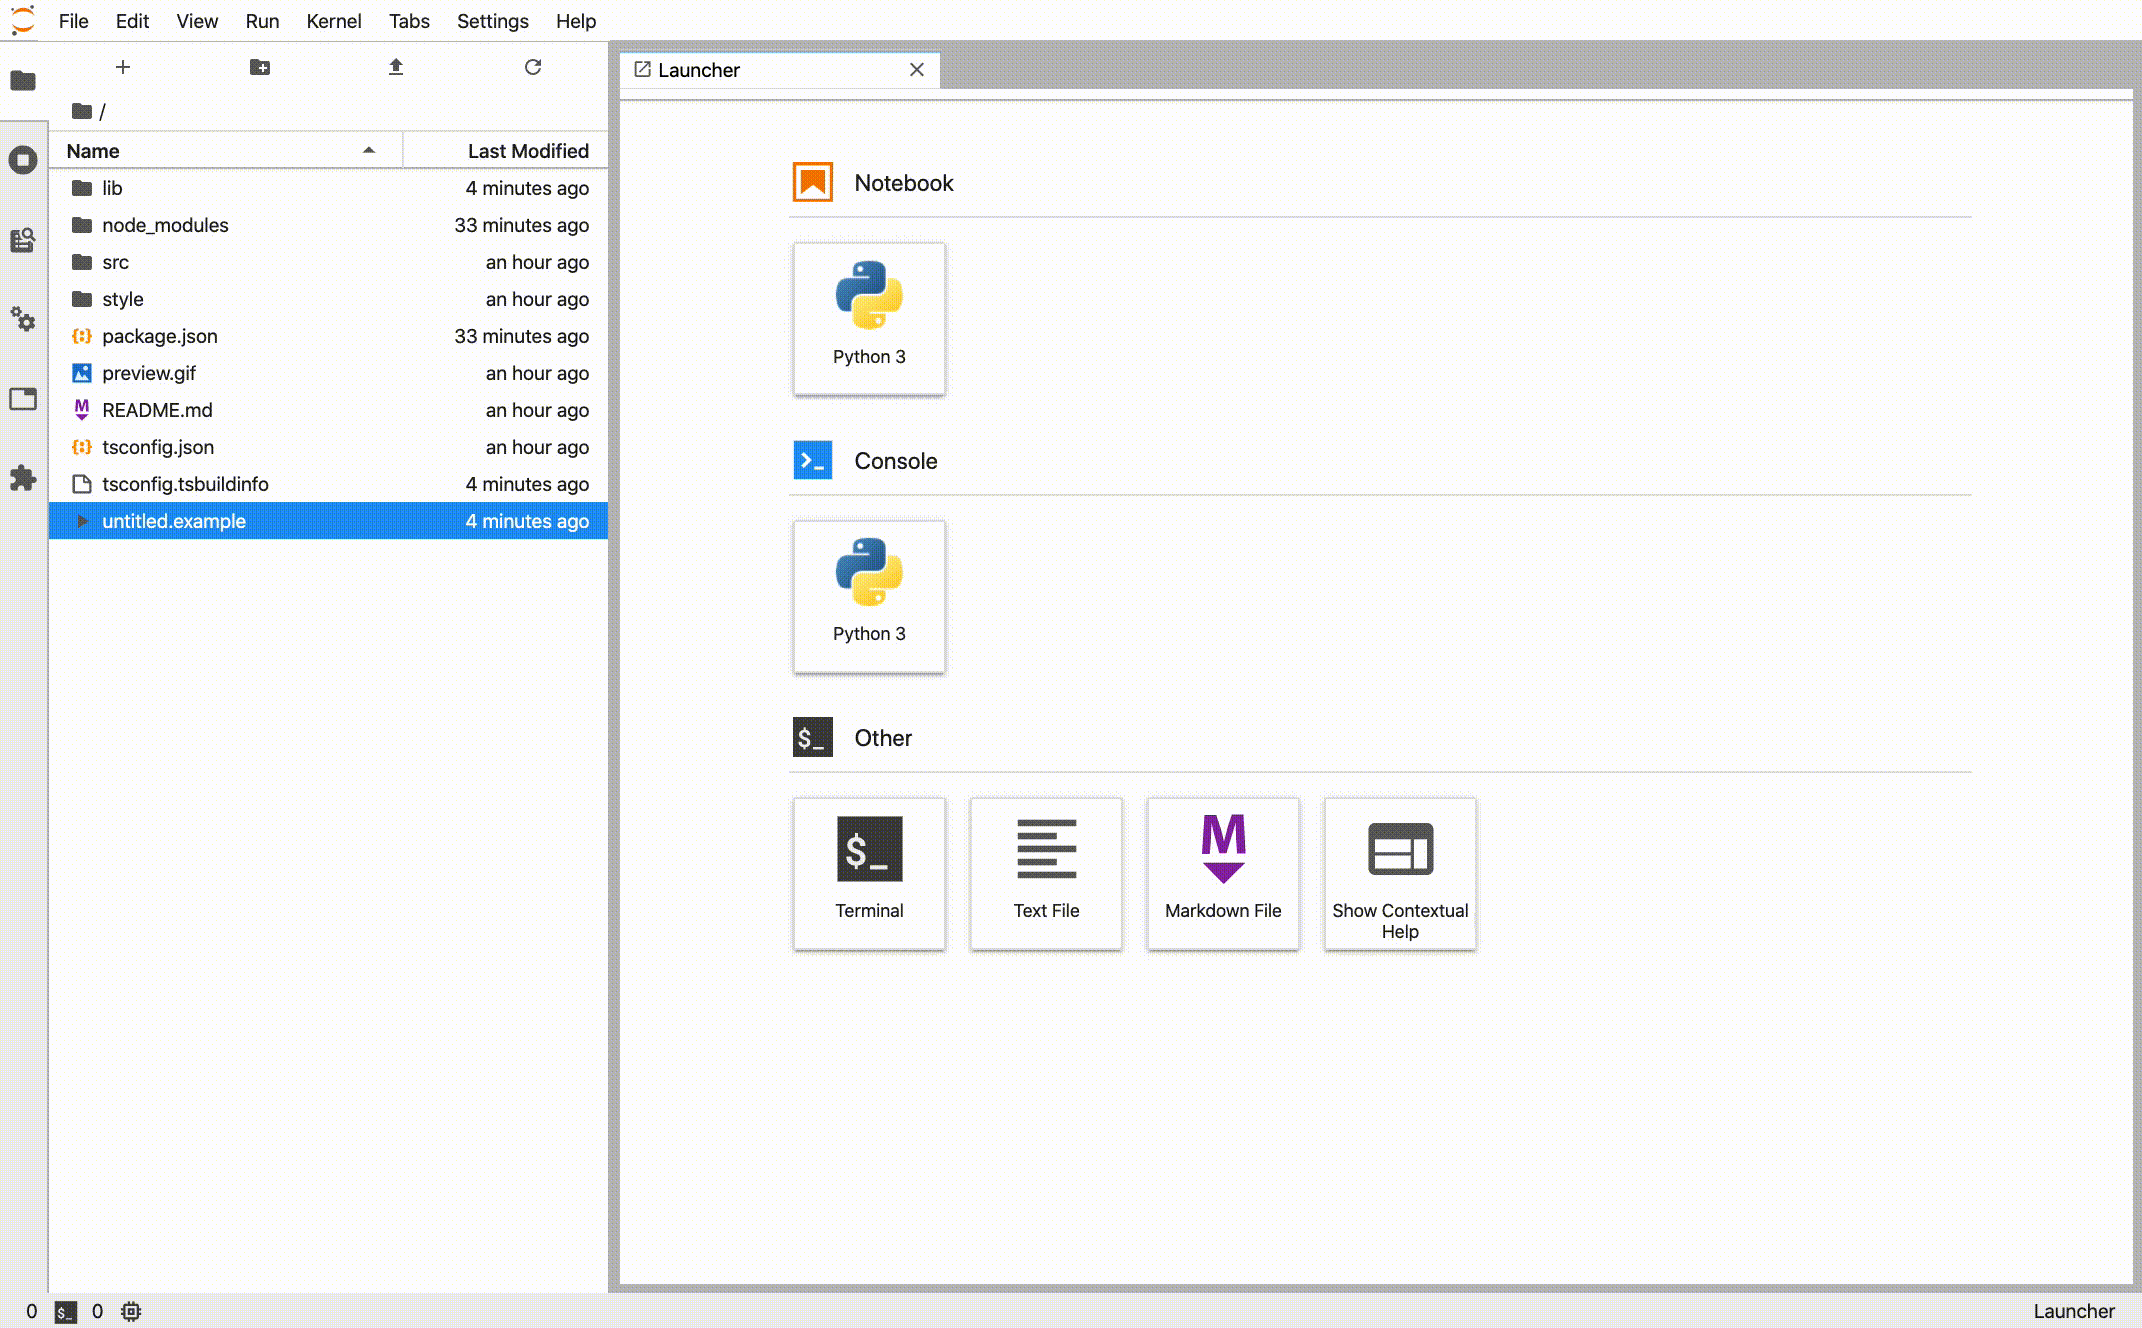 File Edit View Run Kernel Tabs Settings Help
/
Launcher
Name Last Modified
lib 4 minutes ago
node_modules 33 minutes ago
src an hour ago
style an hour ago
package.json 33 minutes ago
preview.gif an hour ago
README.md an hour ago
tsconfig.json an hour ago
tsconfig.tsbuildinfo 4 minutes ago
untitled.example 4 minutes ago
Notebook
Python 3
Console
Python 3
$_ Other
$_
Terminal
Text File
M
Markdown File
Show Contextual
Help
0 $_ 0
Launcher